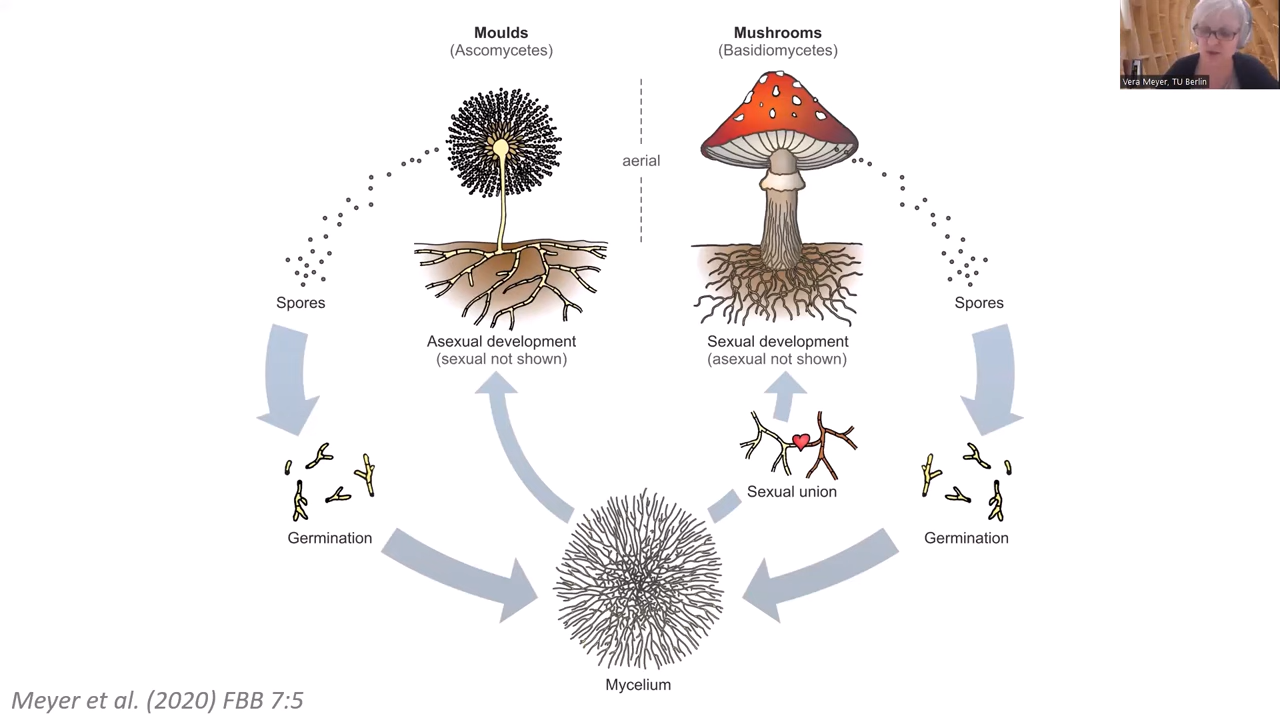 Moulds
(Ascomycetes)
Mushrooms
(Basidiomycetes)
Vera Meyer, TU Berlin
aerial
Spores
Spores
Asexual development
(sexual not shown)
Sexual development
(asexual not shown)
Sexual union
Germination
Germination
Mycelium
Meyer et al. (2020) FBB 7:5